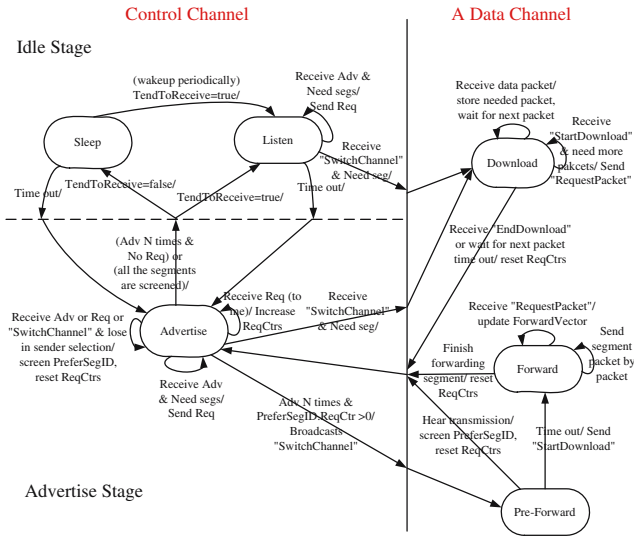 Control Channel
A Data Channel
Idle Stage
(wakeup periodically)
TendToReceive=true/
Receive Adv &
Need segs/
Send Req
Receive data packet/
store needed packet,
wait for next packet
Sleep
Listen
Receive
"SwitchChannel"
& Need seg/
Download
Receive
"StartDownload"
& need more
pakcets/ Send
"RequestPacket"
Time out/
TendToReceive=false/
TendToReceive=true/
Time out/
(Adv N times &
No Req) or
(all the segments
are screened)/
Receive "EndDownload"
or wait for next packet
time out/ reset ReqCtrs
Receive Adv or Req or
"SwitchChannel" & lose
in sender selection/
screen PreferSegID,
reset ReqCtrs
Advertise
Receive Req (to
me)/ Increase
ReqCtrs
Receive
"SwitchChannel"
& Need seg/
Receive "RequestPacket"/
update ForwardVector
Receive Adv
& Need segs/
Send Req
Finish
forwarding
segment/ reset
ReqCtrs
Forward
Send
segment
packet by
packet
Adv N times &
PreferSegID.ReqCtr >0/
Broadcasts
"SwitchChannel"
Hear transmission/
screen PreferSegID,
reset ReqCtrs
Time out/ Send
"StartDownload"
Advertise Stage
Pre-Forward